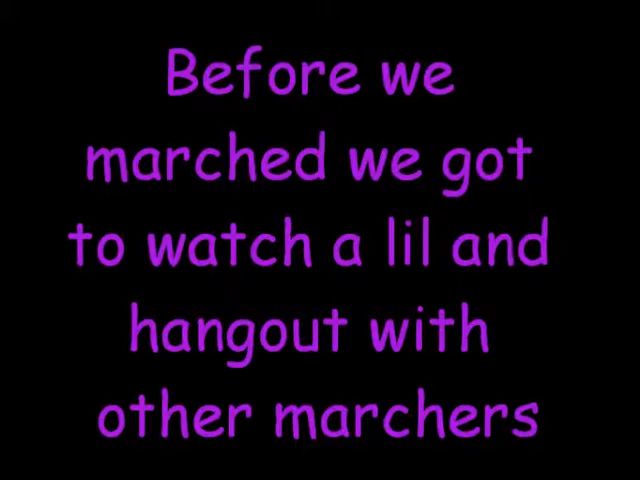 Before we
marched we got
to watch a lil and
hangout with
other marchers